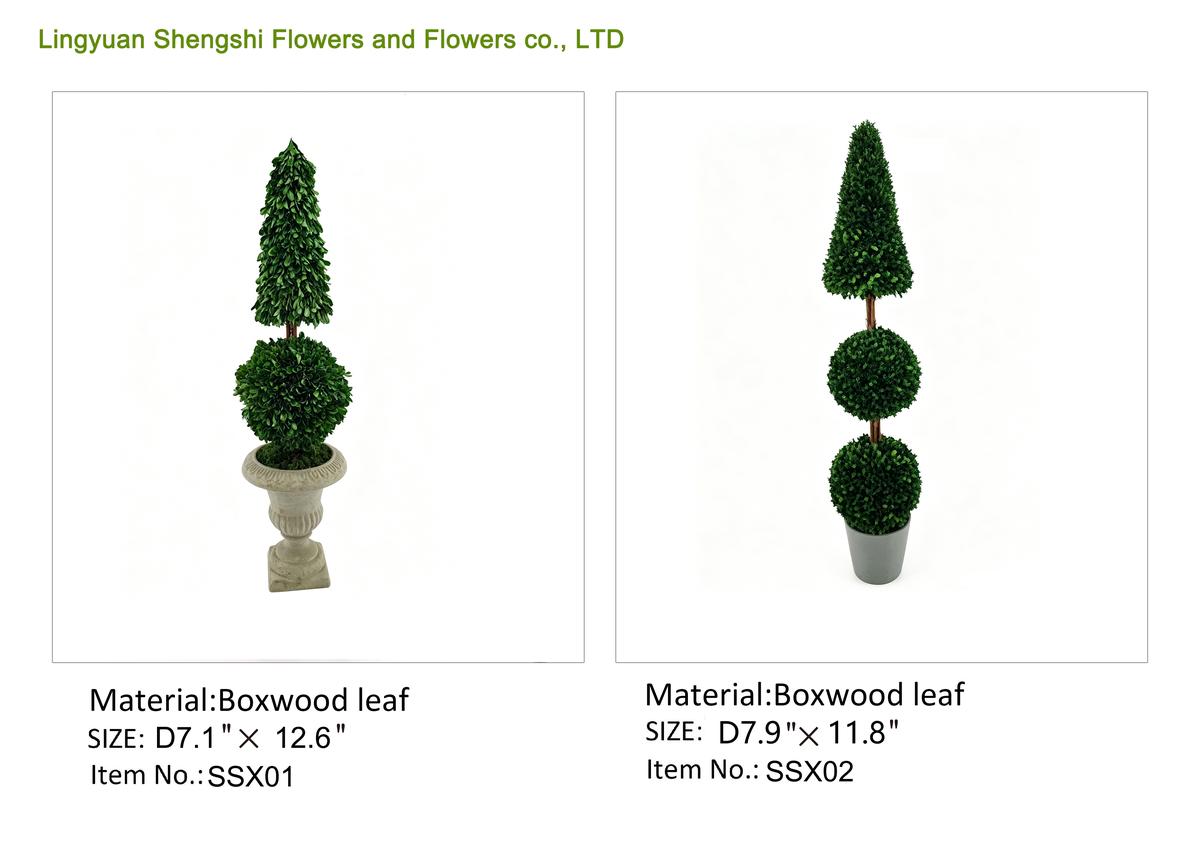 Lingyuan Shengshi Flowers and Flowers co., LTD
Material:Boxwood leaf
SIZE: D7.1"× 12.6"
Item No.:SSX01
Material:Boxwood leaf
SIZE: D7.9"× 11.8"
Item No.: SSX02